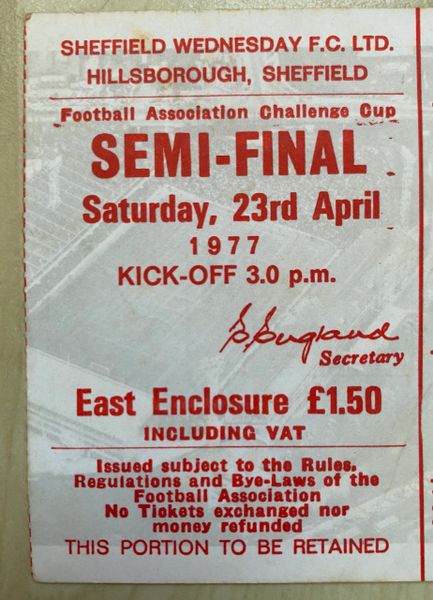 SHEFFIELD WEDNESDAY F.C. LTD.
HILLSBOROUGH, SHEFFIELD
Football Association Challenge Cup
SEMI-FINAL
Saturday, 23rd April
1977
KICK-OFF 3.0 p.m.
Secretary
East Enclosure £1.50
INCLUDING VAT
Issued subject to the Rules,
Regulations and Bye-Laws of the
Football Association
No Tickets exchanged nor
money refunded
THIS PORTION TO BE RETAINED